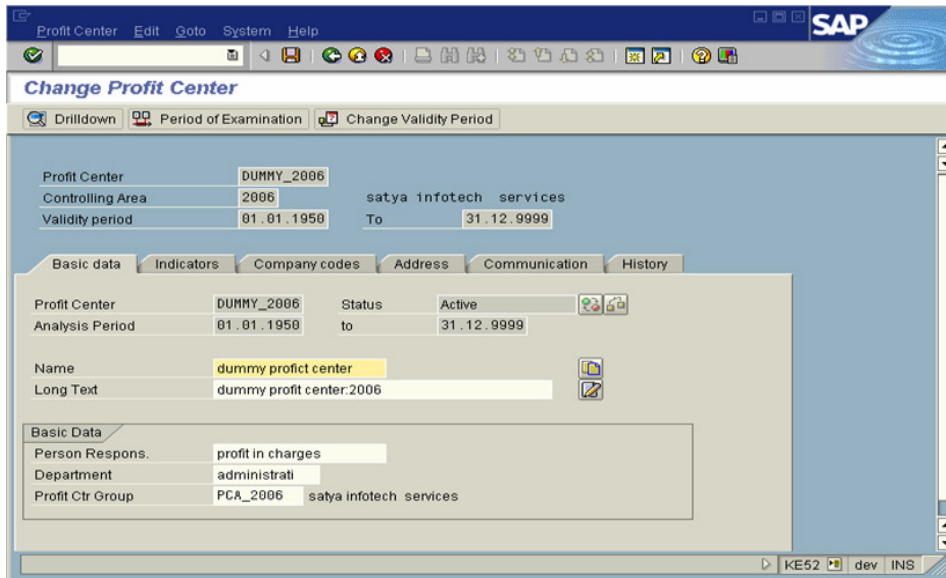 Profit Center Edit Goto System Help
SAP
Change Profit Center
Drilldown Period of Examination Change Validity Period
Profit Center DUMMY_2006
Controlling Area 2006 satya infotech services
Validity period 01.01.1950 To 31.12.9999
Basic data Indicators Company codes Address Communication History
Profit Center DUMMY_2006 Status Active
Analysis Period 01.01.1950 to 31.12.9999
Name dummy profict center
Long Text dummy profit center:2006
Basic Data
Person Respons. profit in charges
Department administrati
Profit Ctr Group PCA_2006 satya infotech services
KE52 dev INS